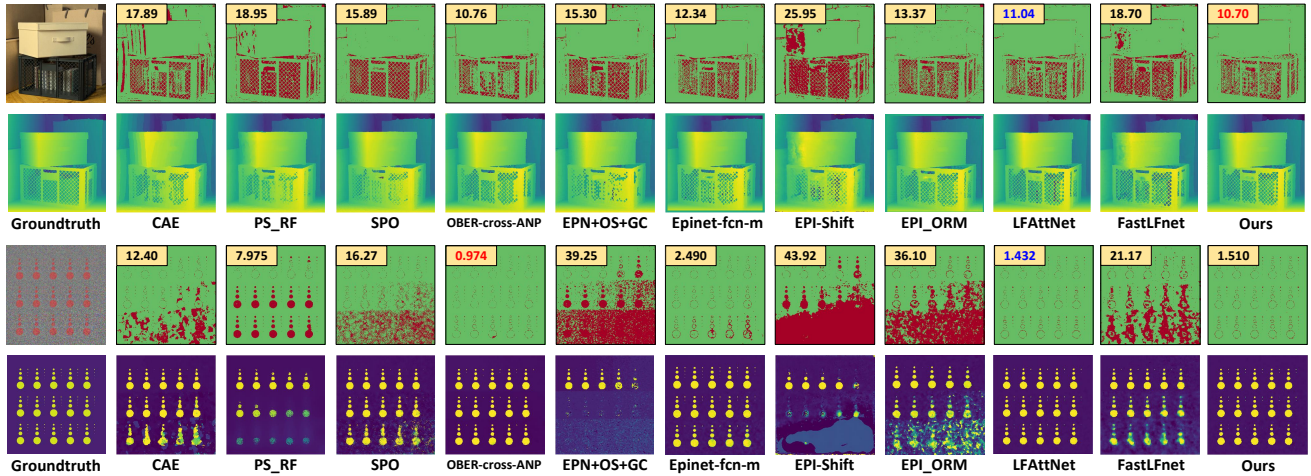 17.89 18.95 15.89 10.76 15.30 12.34 25.95 13.37 11.04 18.70 10.70
Groundtruth CAE PS_RF SPO OBER-cross-ANP EPN+OS+GC Epinet-fcn-m EPI-Shift EPI_ORM LFAttNet FastLFnet Ours
12.40 7.975 16.27 0.974 39.25 2.490 43.92 36.10 1.432 21.17 1.510
Groundtruth CAE PS_RF SPO OBER-cross-ANP EPN+OS+GC Epinet-fcn-m EPI-Shift EPI_ORM LFAttNet FastLFnet Ours